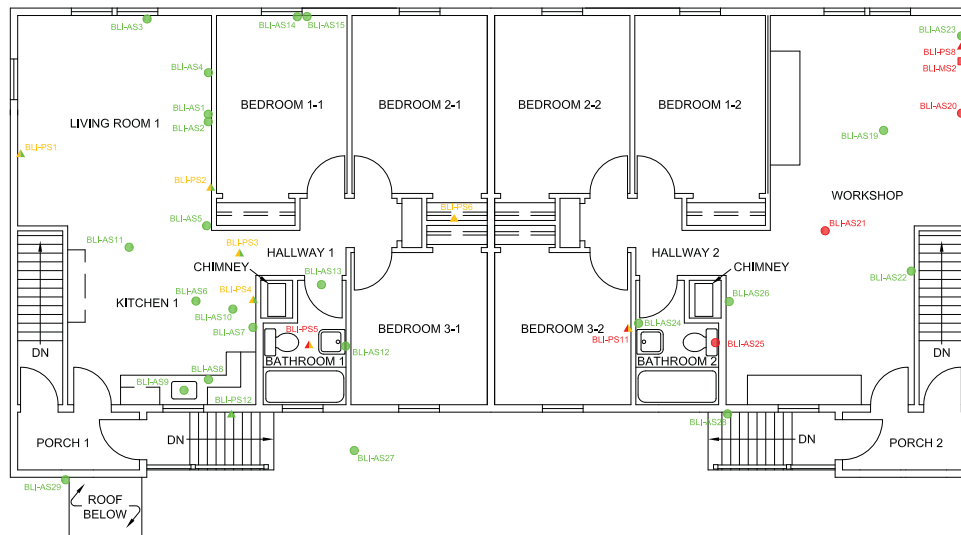 BLI-AS3
BLI-AS14
BLI-AS15
BLI-AS23
BLI-PS8
BLI-MS2
BLI-AS4
BEDROOM 1-1
BEDROOM 2-1
BEDROOM 2-2
BEDROOM 1-2
BLI-AS1
BLI-AS2
BLI-AS20
LIVING ROOM 1
BLI-AS19
BLI-PS1
BLI-PS2
WORKSHOP
BLI-PS6
BLI-AS5
BLI-AS21
BLI-AS11
BLI-PS3
HALLWAY 1
HALLWAY 2
CHIMNEY
CHIMNEY
BLI-AS13
BLI-AS22
KITCHEN 1
BLI-AS6
BLI-PS4
BLI-AS10
BLI-AS26
BLI-AS7
BLI-PS5
BEDROOM 3-1
BEDROOM 3-2
BLI-AS24
BLI-PS11
BLI-AS25
DN
DN
BATHROOM 1
BLI-AS12
BATHROOM 2
BLI-AS8
BLI-AS9
BLI-PS12
BLI-AS28
PORCH 1
DN
DN
PORCH 2
BLI-AS27
BLI-AS29
ROOF
BELOW